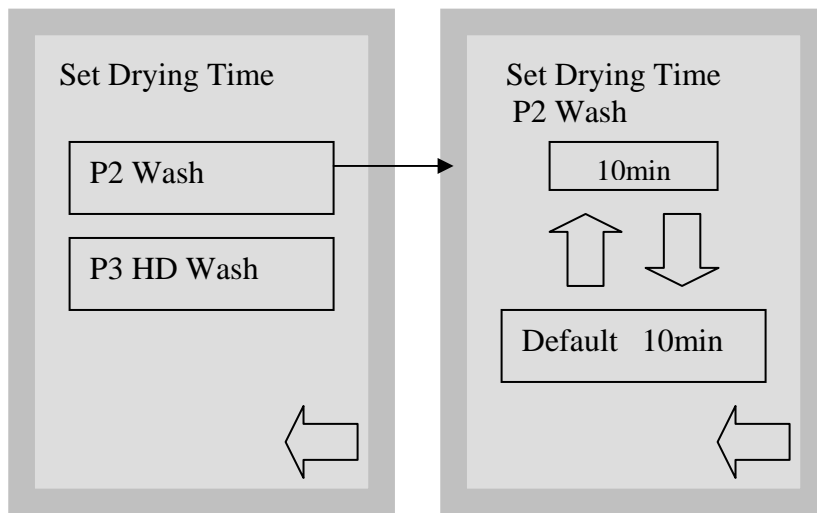 Set Drying Time
P2 Wash
P3 HD Wash
Set Drying Time
P2 Wash
10min
Default 10min